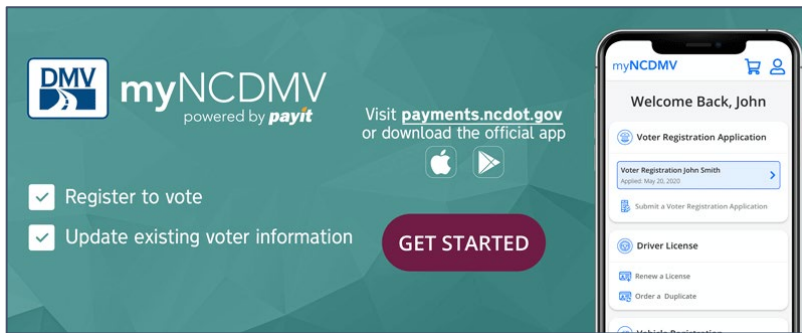 DMV
myNCDMV
powered by payit
Visit payments.ncdot.gov
or download the official app
Register to vote
Update existing voter information
GET STARTED
myNCDMV
Welcome Back, John
Voter Registration Application
Voter Registration John Smith
Applied: May 20, 2020
Submit a Voter Registration Application
Driver License
Renew a License
Order a Duplicate
Vehicle Registration